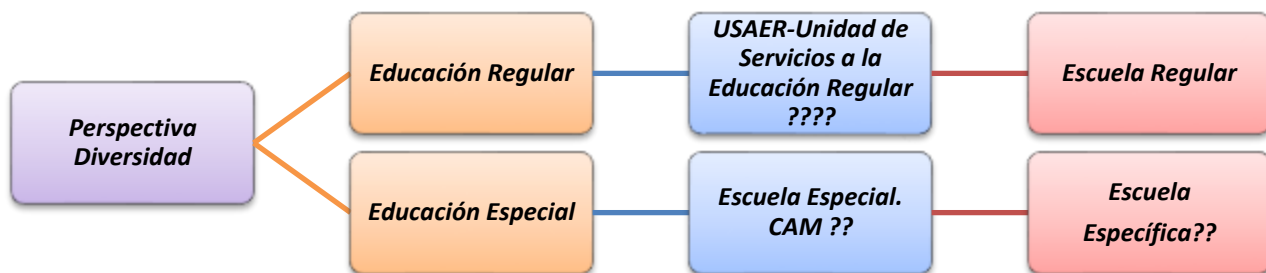 Perspectiva
Diversidad
Educación Regular
USAER-Unidad de
Servicios a la
Educación Regular
????
Escuela Regular
Educación Especial
Escuela Especial.
CAM ??
Escuela
Específica??